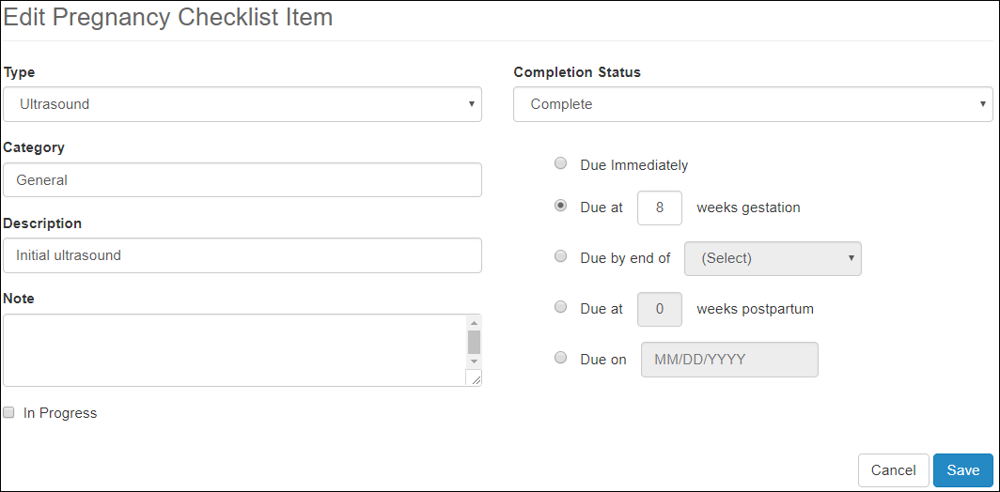 Edit Pregnancy Checklist Item
Type
Ultrasound
Category
General
Description
Initial ultrasound
Note
In Progress
Completion Status
Complete
Due Immediately
Due at 8 weeks gestation
Due by end of (Select)
Due at 0 weeks postpartum
Due on MM/DD/YYYY
Cancel Save